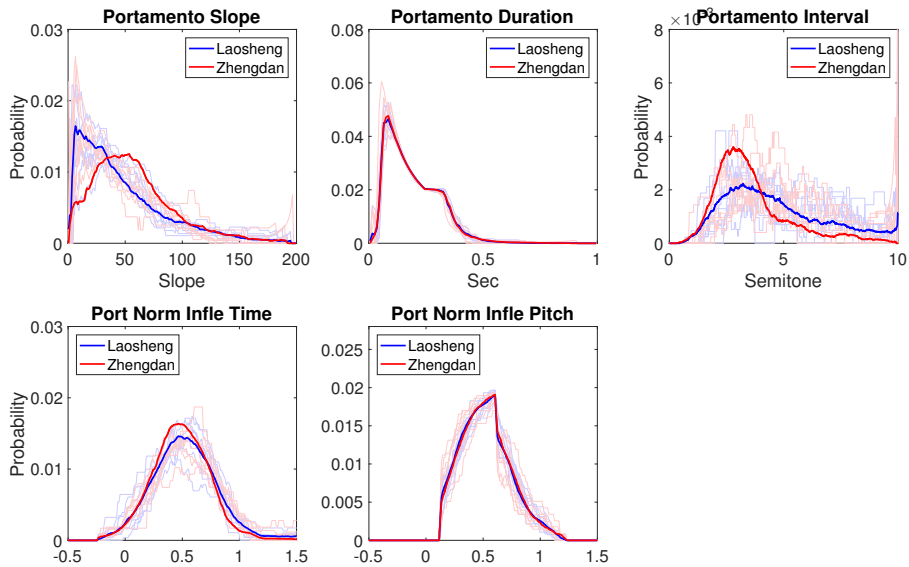 Portamento Slope
0.03
0.02
0.01
0
Probability
Laosheng
Zhengdan
0 50 100 150 200
Slope
Portamento Duration
0.08
0.06
0.04
0.02
0
Laosheng
Zhengdan
0 1
Sec
×10-3
Portamento Interval
8
6
4
2
0
Probability
Laosheng
Zhengdan
0 5 10
Semitone
Port Norm Infle Time
0.03
0.02
0.01
0
Probability
Laosheng
Zhengdan
-0.5 0 0.5 1 1.5
Port Norm Infle Pitch
0.025
0.02
0.015
0.01
0.005
0
Laosheng
Zhengdan
-0.5 0 0.5 1 1.5